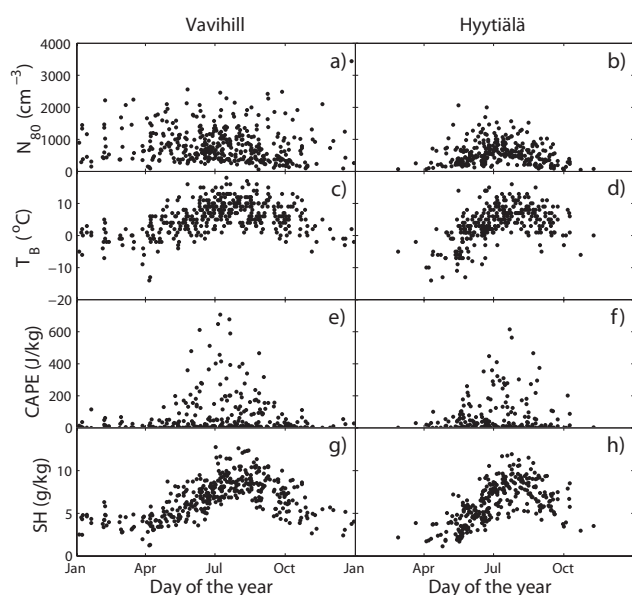 Vavihill Hyytiälä
4000
3000
2000
1000
0
N80 (cm−3)
a) b)
10
0
−10
−20
TB (oC)
c) d)
600
400
200
0
CAPE (J/kg)
e) f)
10
5
0
SH (g/kg)
g) h)
Jan Apr Jul Oct Jan Apr Jul Oct
Day of the year Day of the year